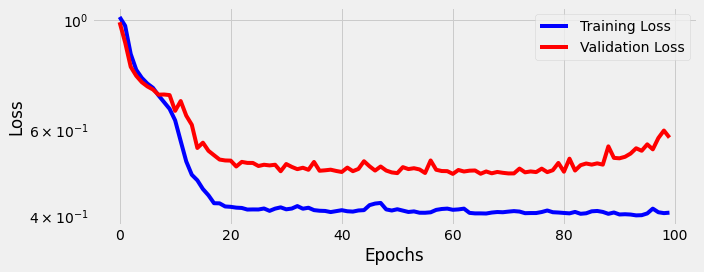 Training Loss
Validation Loss
10⁰
6 × 10⁻¹
4 × 10⁻¹
Loss
0 20 40 60 80 100
Epochs